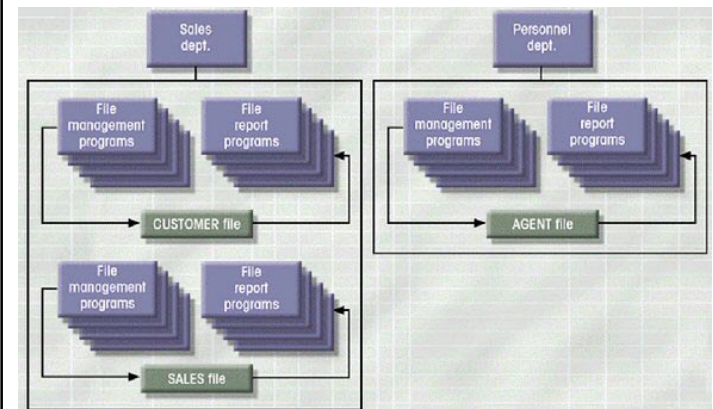 Sales
dept.
Personnel
dept.
File
management
programs
File
report
programs
File
management
programs
File
report
programs
CUSTOMER file
AGENT file
File
management
programs
File
report
programs
SALES file